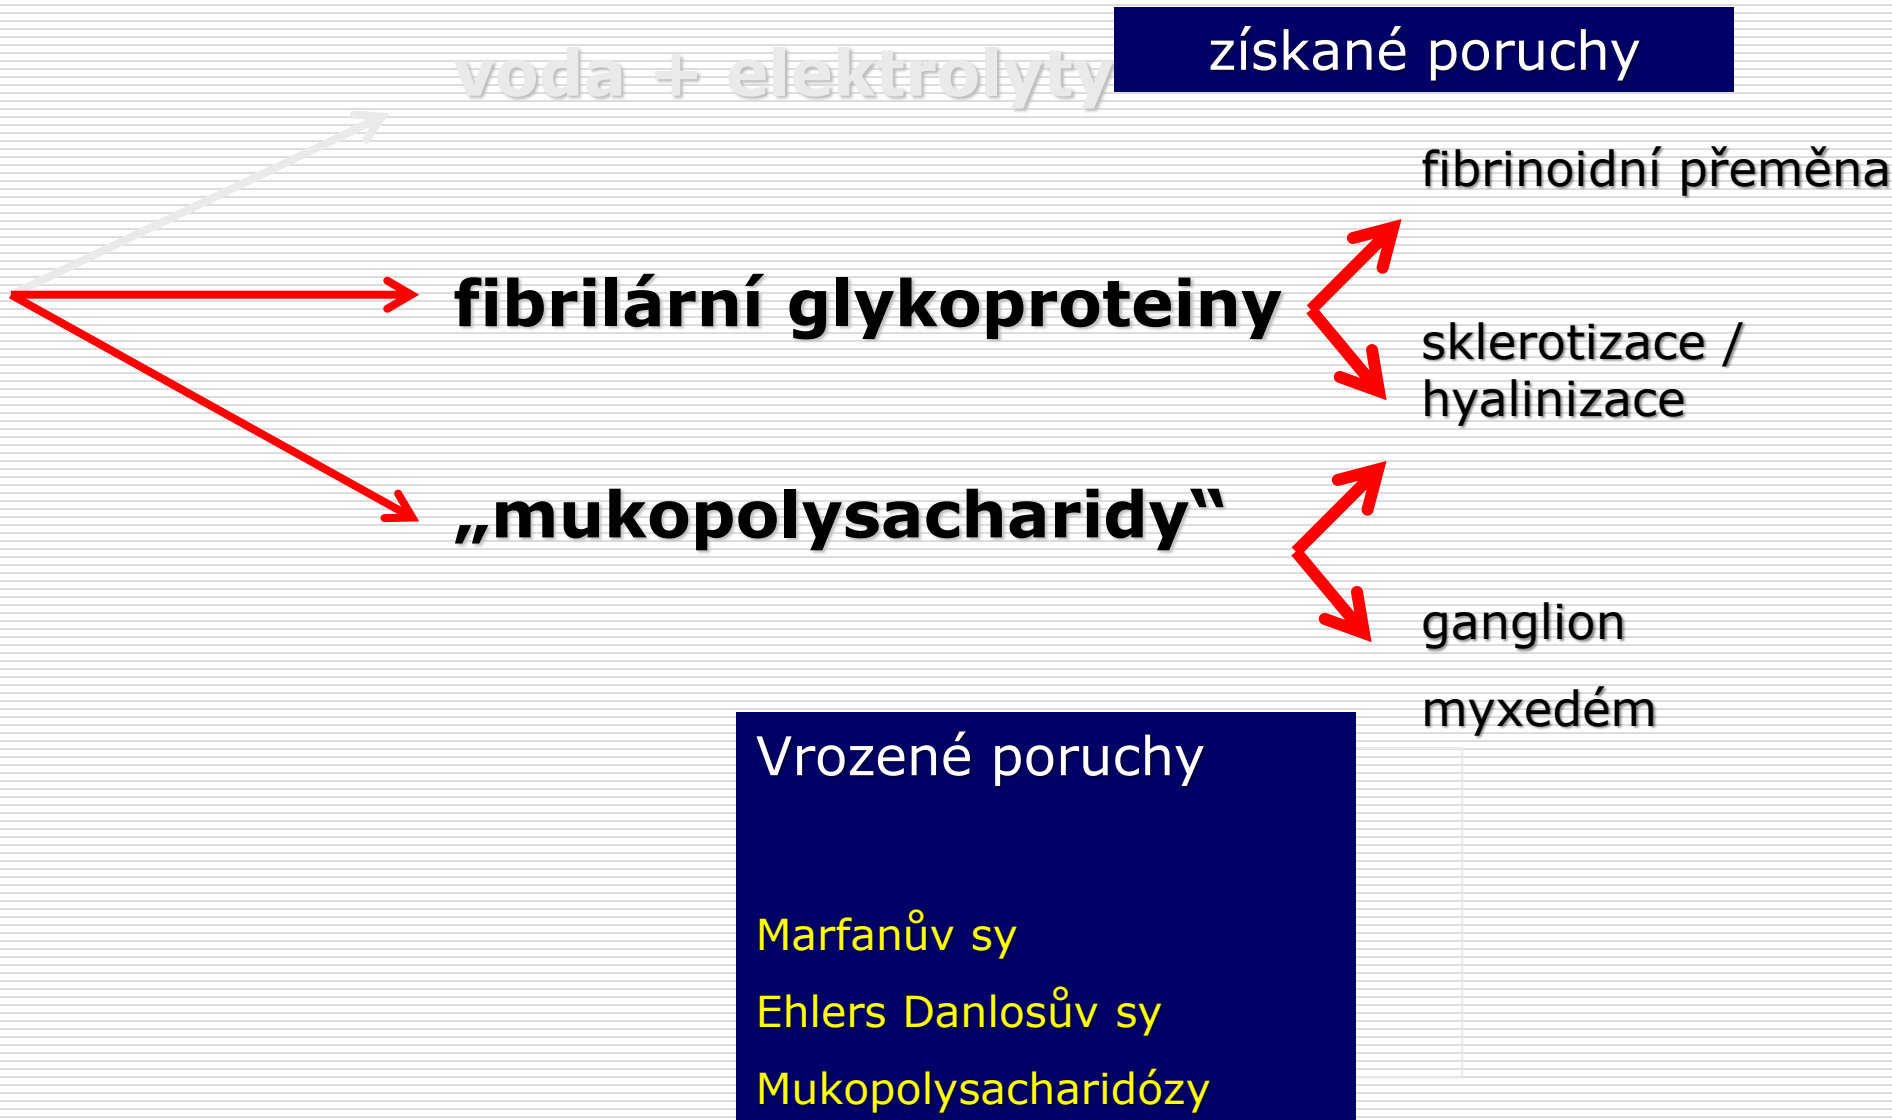 voda + elektrolyty
získané poruchy
fibrinoidní přeměna
fibrilární glykoproteiny
sklerotizace /
hyalinizace
„mukopolysacharidy“
ganglion
myxedém
Vrozené poruchy
Marfanův sy
Ehlers Danlosův sy
Mukopolysacharidózy